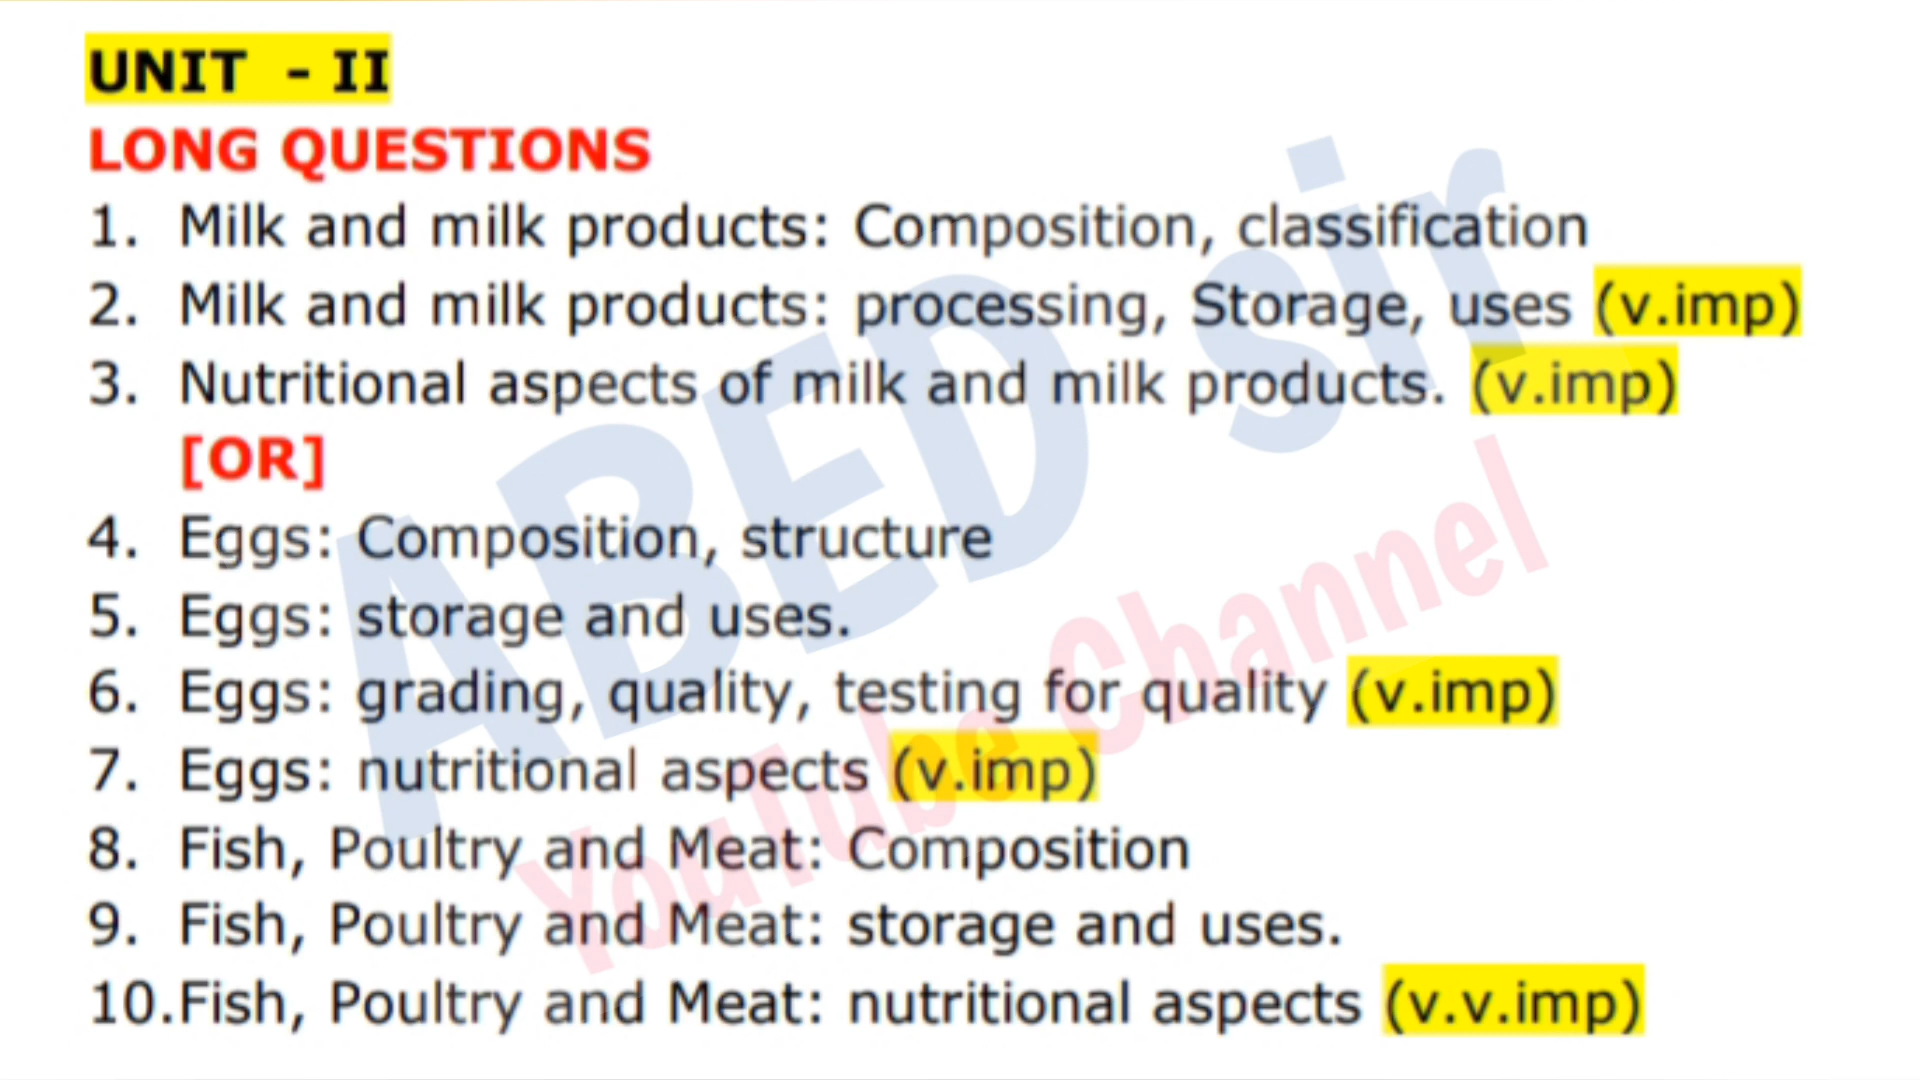 UNIT - II
LONG QUESTIONS
1. Milk and milk products: Composition, classification
2. Milk and milk products: processing, Storage, uses (v.imp)
3. Nutritional aspects of milk and milk products. (v.imp)
[OR]
4. Eggs: Composition, structure
5. Eggs: storage and uses.
6. Eggs: grading, quality, testing for quality (v.imp)
7. Eggs: nutritional aspects (v.imp)
8. Fish, Poultry and Meat: Composition
9. Fish, Poultry and Meat: storage and uses.
10.Fish, Poultry and Meat: nutritional aspects (v.v.imp)
ABED sir
YouTube Channel